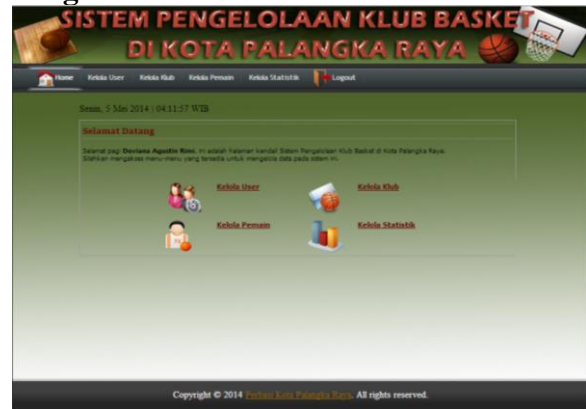 SISTEM PENGELOLAAN KLUB BASKET
DI KOTA PALANGKA RAYA
Home Kelola User Kelola Klub Kelola Pemain Kelola Statistik Logout
Senin, 5 Mei 2014 | 04:11:57 WIB
Selamat Datang
Selamat pagi Deviana Agustin Rimi, ini adalah halaman kendali Sistem Pengelolaan Klub Basket di Kota Palangka Raya.
Silahkan mengakses menu-menu yang tersedia untuk mengelola data pada sistem ini.
Kelola User Kelola Klub
Kelola Pemain Kelola Statistik
Copyright © 2014 Perbasi Kota Palangka Raya. All rights reserved.